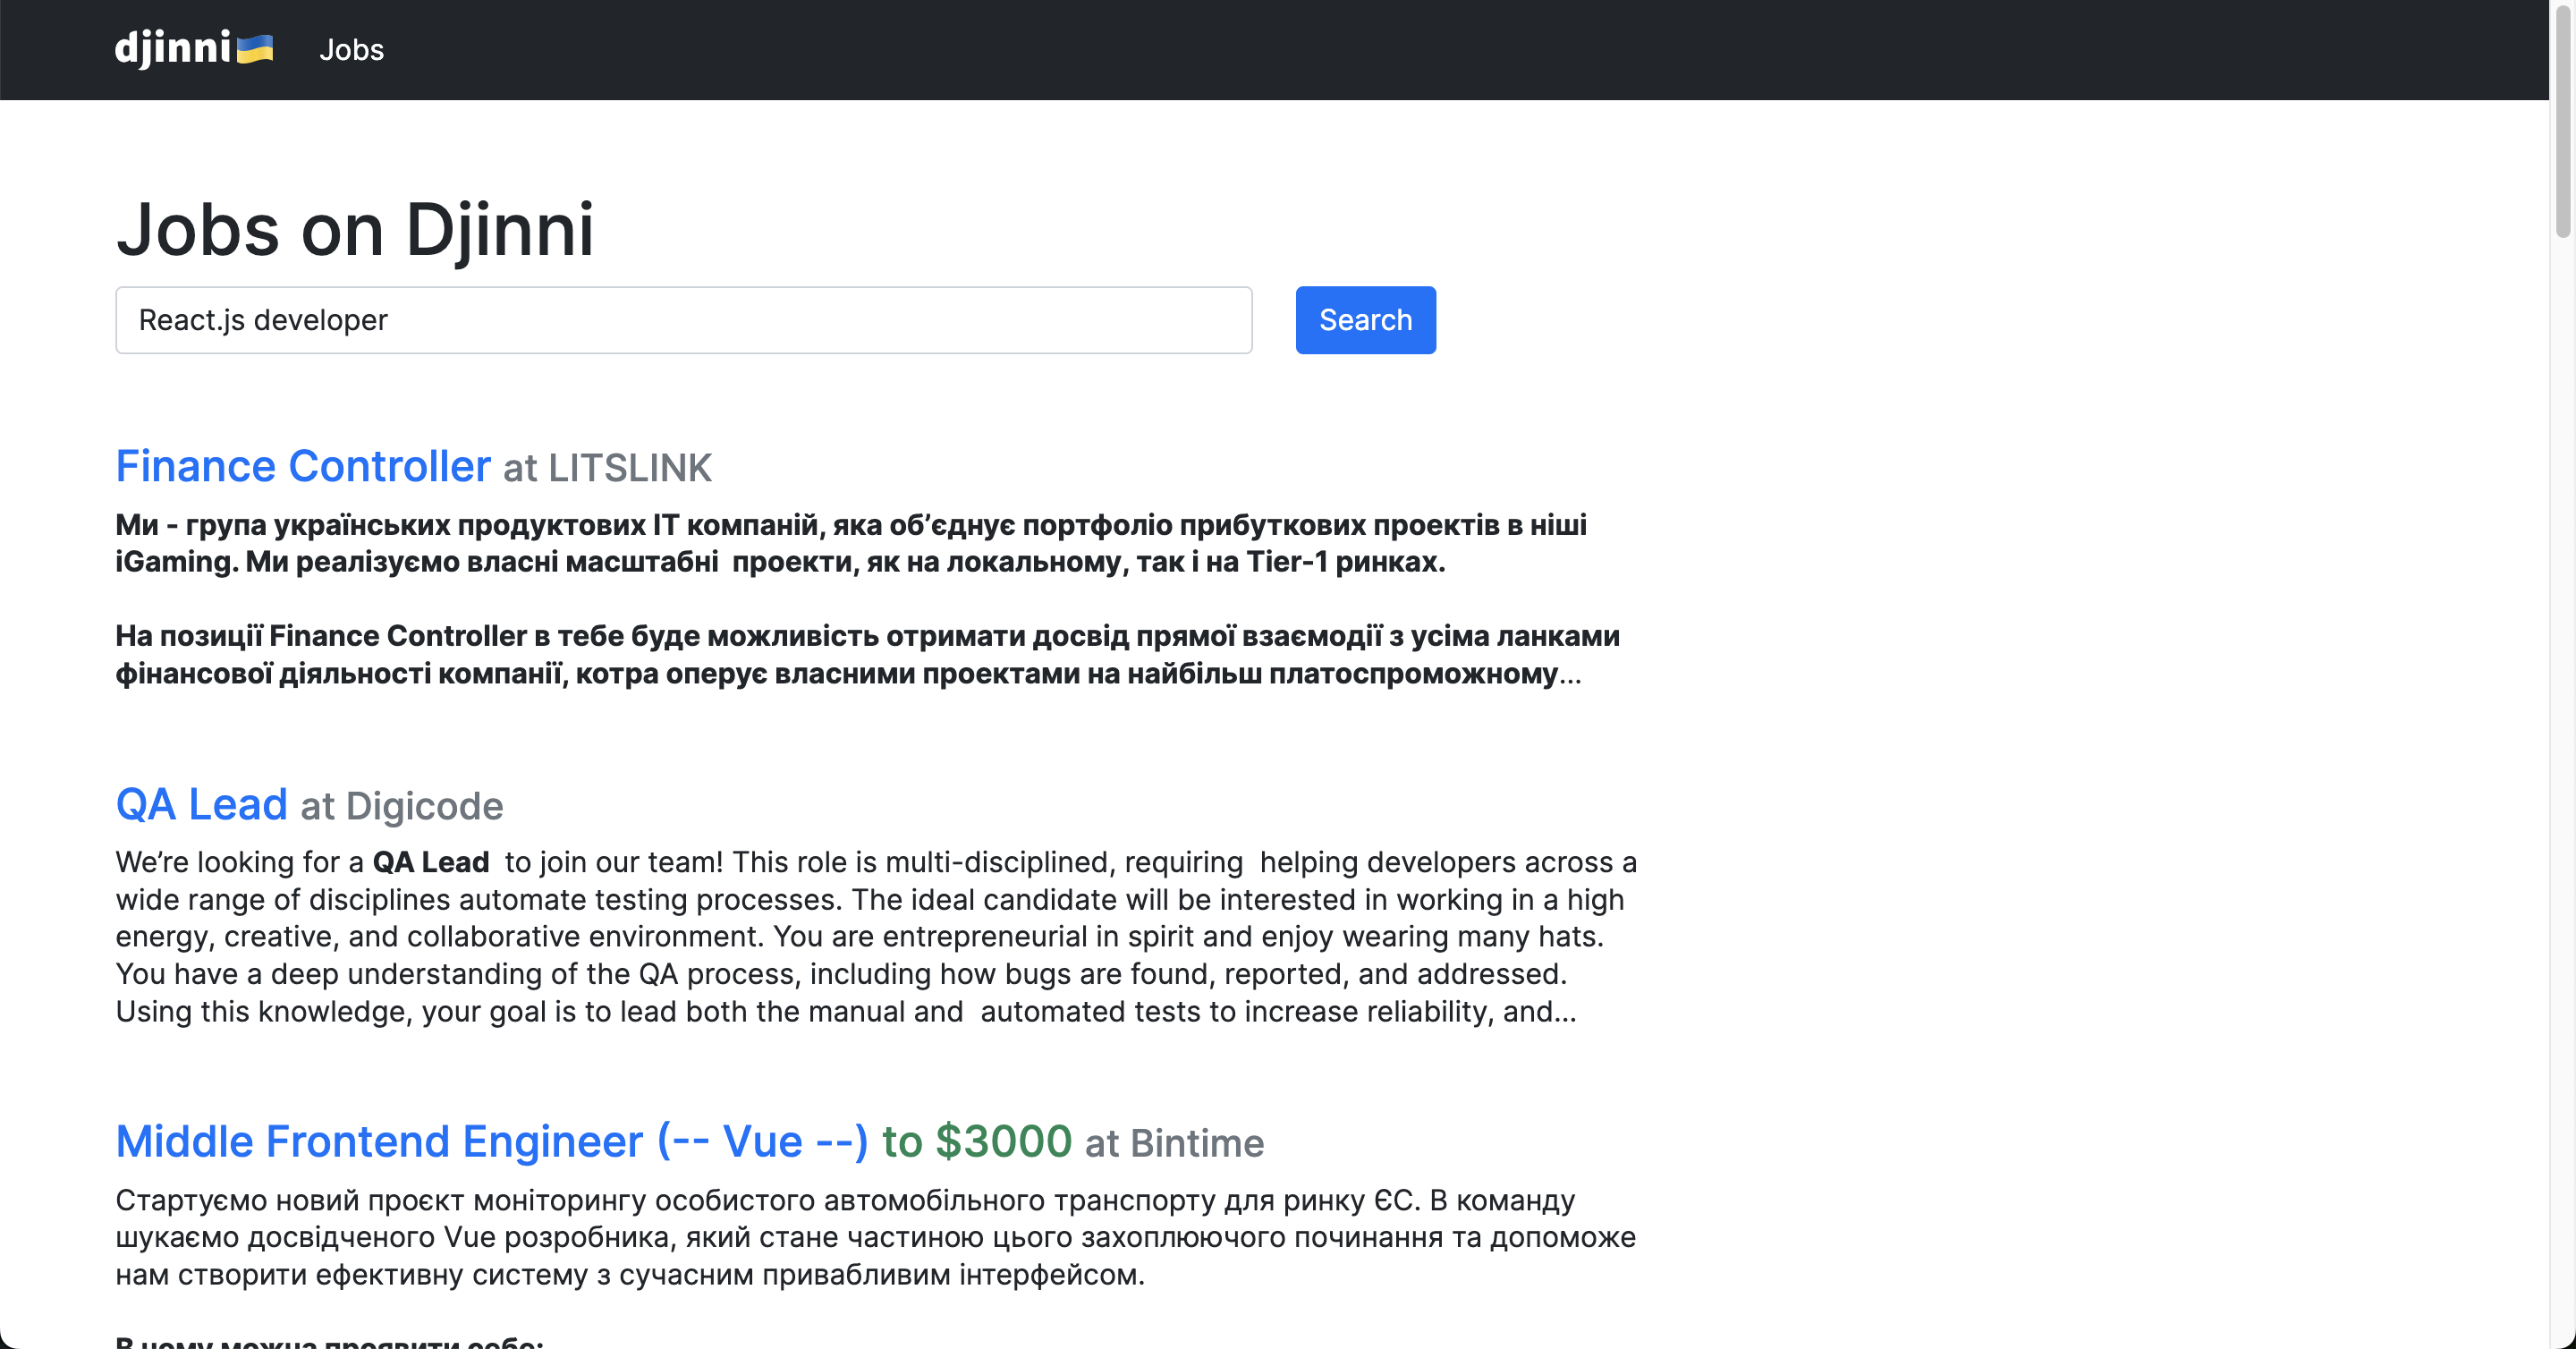 djinni Jobs
Jobs on Djinni
React.js developer
Search
Finance Controller at LITSLINK
Ми - група українських продуктових IT компаній, яка об’єднує портфоліо прибуткових проектів в ніші
iGaming. Ми реалізуємо власні масштабні проекти, як на локальному, так і на Tier-1 ринках.
На позиції Finance Controller в тебе буде можливість отримати досвід прямої взаємодії з усіма ланками
фінансової діяльності компанії, котра оперує власними проектами на найбільш платоспроможному...
QA Lead at Digicode
We’re looking for a QA Lead to join our team! This role is multi-disciplined, requiring helping developers across a
wide range of disciplines automate testing processes. The ideal candidate will be interested in working in a high
energy, creative, and collaborative environment. You are entrepreneurial in spirit and enjoy wearing many hats.
You have a deep understanding of the QA process, including how bugs are found, reported, and addressed.
Using this knowledge, your goal is to lead both the manual and automated tests to increase reliability, and...
Middle Frontend Engineer (-- Vue --) to $3000 at Bintime
Стартуємо новий проєкт моніторингу особистого автомобільного транспорту для ринку ЄС. В команду
шукаємо досвідченого Vue розробника, який стане частиною цього захоплюючого починання та допоможе
нам створити ефективну систему з сучасним привабливим інтерфейсом.
В чому можна проявити себе: